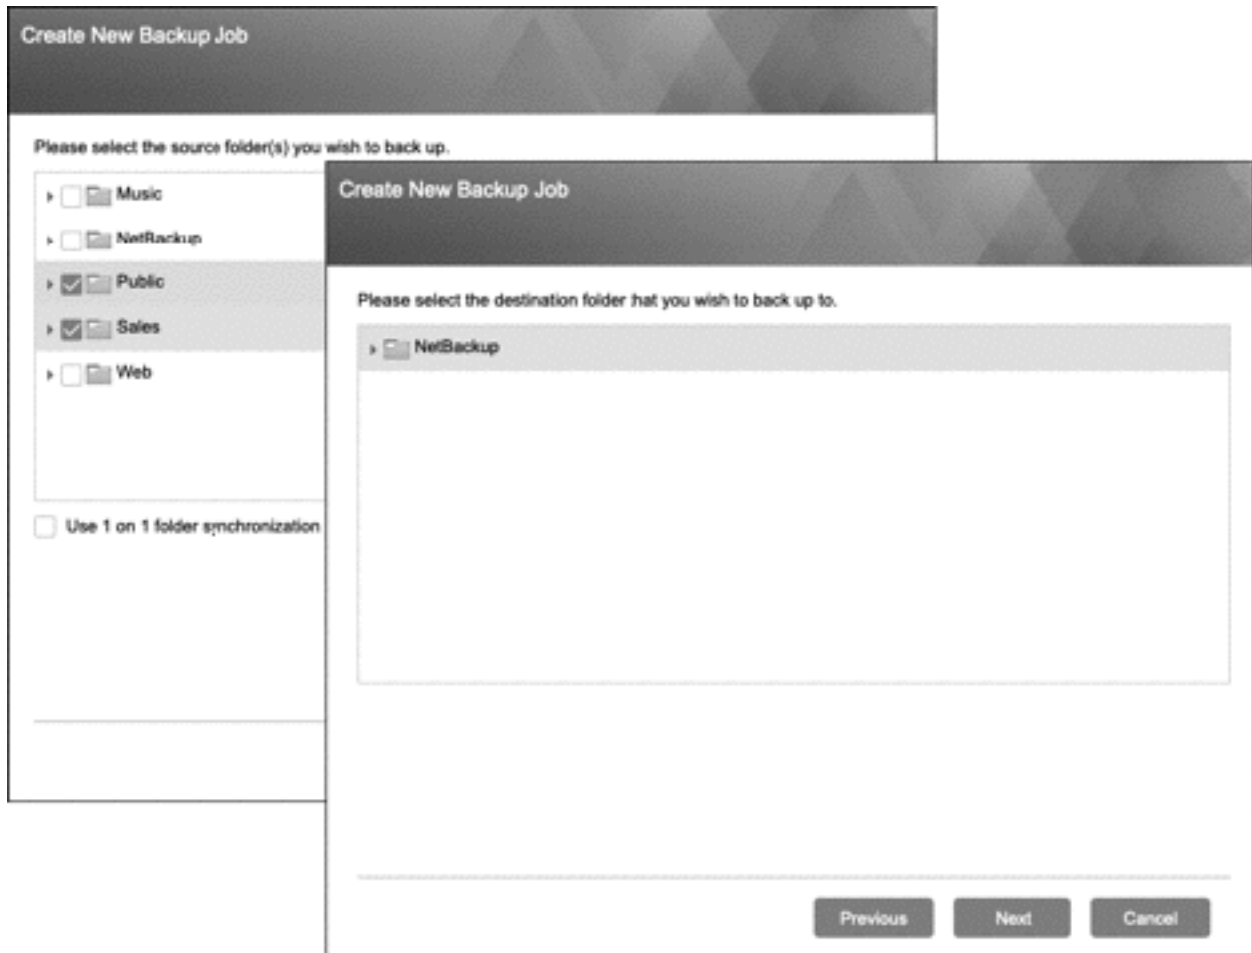 Create New Backup Job
Please select the source folder(s) you wish to back up.
Music
NetBackup
Public
Sales
Web
Use 1 on 1 folder synchronization
Create New Backup Job
Please select the destination folder hat you wish to back up to.
NetBackup
Previous
Next
Cancel